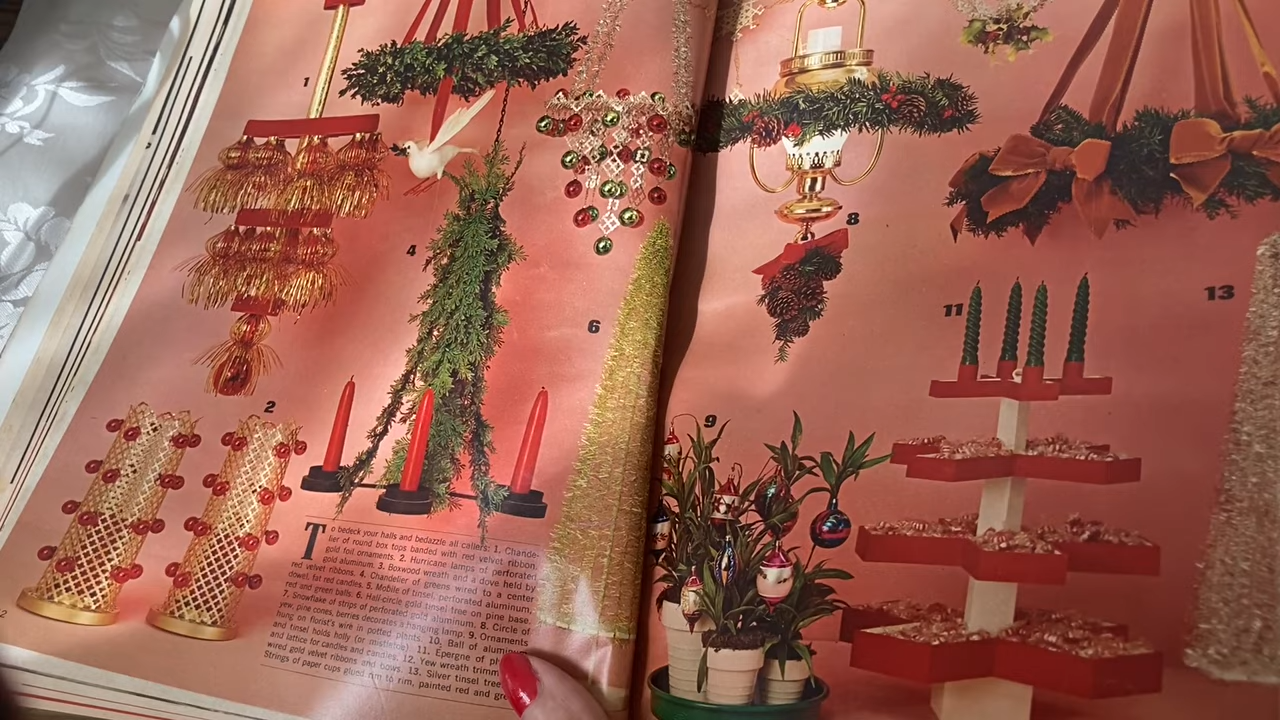 1
4
6
2
8
11
13
9
To bedeck your halls and bedazzle all callers: 1. Chande-
lier of round box tops banded with red velvet ribbon,
gold foil ornaments. 2. Hurricane lamps of perforated
gold aluminum. 3. Boxwood wreath and a dove held by
red velvet ribbons. 4. Chandelier of greens wired to a center
dowel, fat red candles. 5. Mobile of tinsel, perforated aluminum,
red and green balls. 6. Half-circle gold tinsel tree on pine base.
7. Snowflake of strips of perforated gold aluminum. 8. Circle of
yew, pine cones, berries decorates a hanging lamp. 9. Ornaments
hung on florist's wire in potted plants. 10. Ball of alumin
and tinsel holds holly (or mistletoe) 11. Epergne of
and lattice for candles and candies. 12. Yew wreath trimm
wired gold velvet ribbons and bows. 13. Silver tinsel tree
Strings of paper cups glued rim to rim, painted red and
2